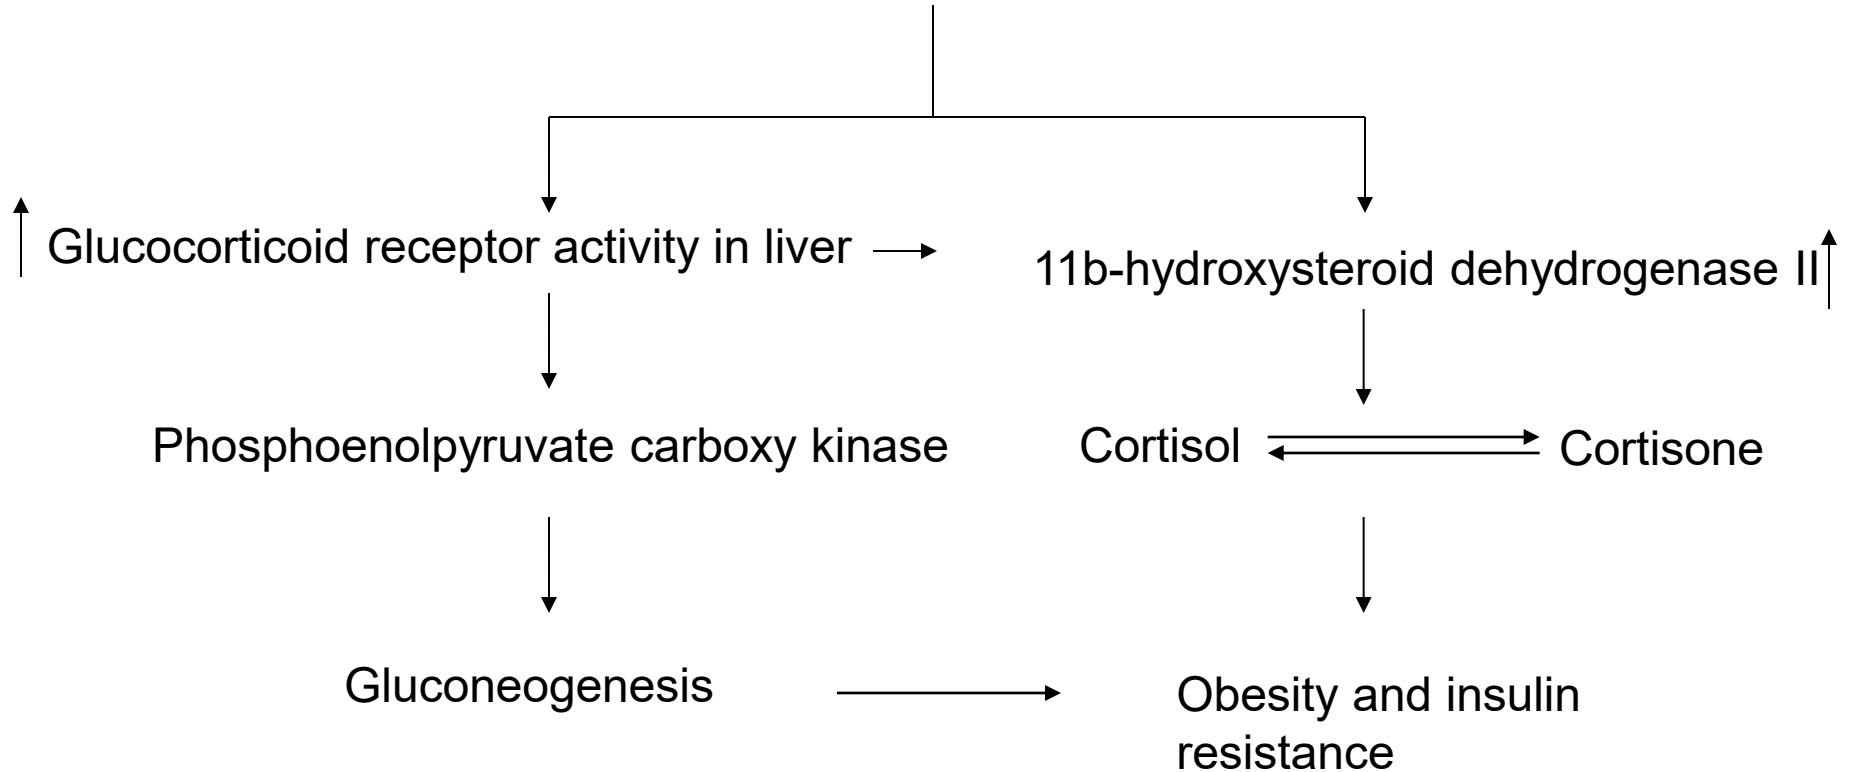 Glucocorticoid receptor activity in liver
11b-hydroxysteroid dehydrogenase II
Phosphoenolpyruvate carboxy kinase
Cortisol
Cortisone
Gluconeogenesis
Obesity and insulin
resistance